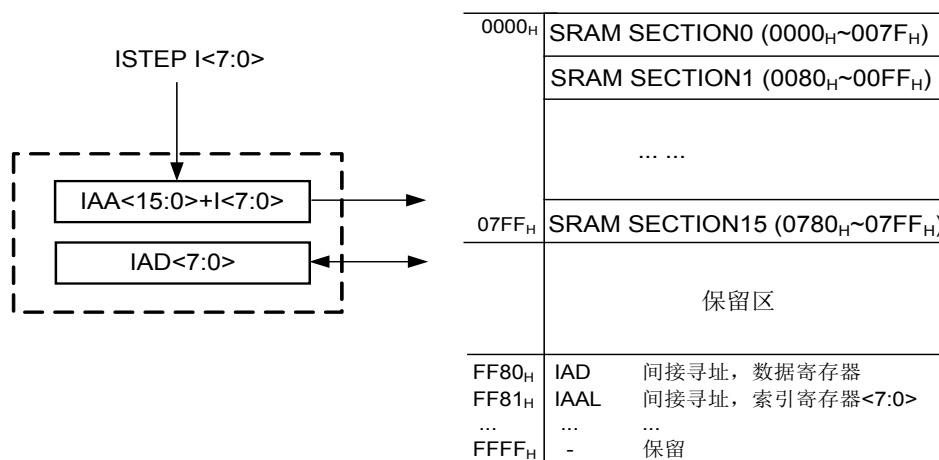 ISTEP I<7:0>
IAA<15:0>+I<7:0>
IAD<7:0>
0000H SRAM SECTION0 (0000H~007FH)
SRAM SECTION1 (0080H~00FFH)
... ...
07FFH SRAM SECTION15 (0780H~07FFH)
保留区
FF80H IAD 间接寻址，数据寄存器
FF81H IAAL 间接寻址，索引寄存器<7:0>
... ... ...
FFFFH - 保留